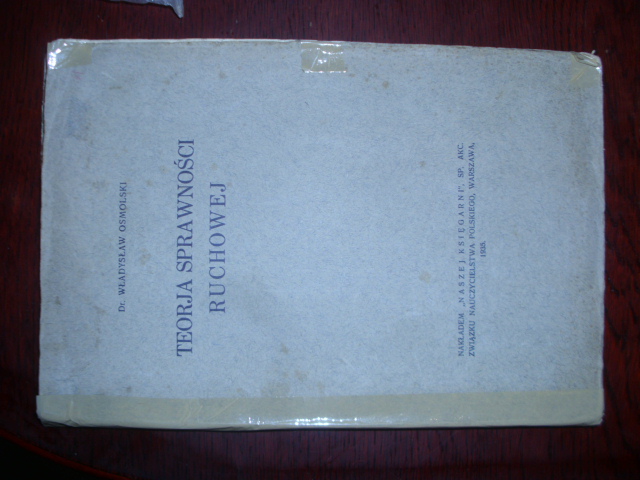 Dr. WŁADYSŁAW OSMOLSKI
TEORJA SPRAWNOŚCI
RUCHOWEJ
NAKŁADEM „NASZEJ KSIĘGARNI", SP. AKC.
ZWIĄZKU NAUCZYCIELSTWA POLSKIEGO, WARSZAWA,